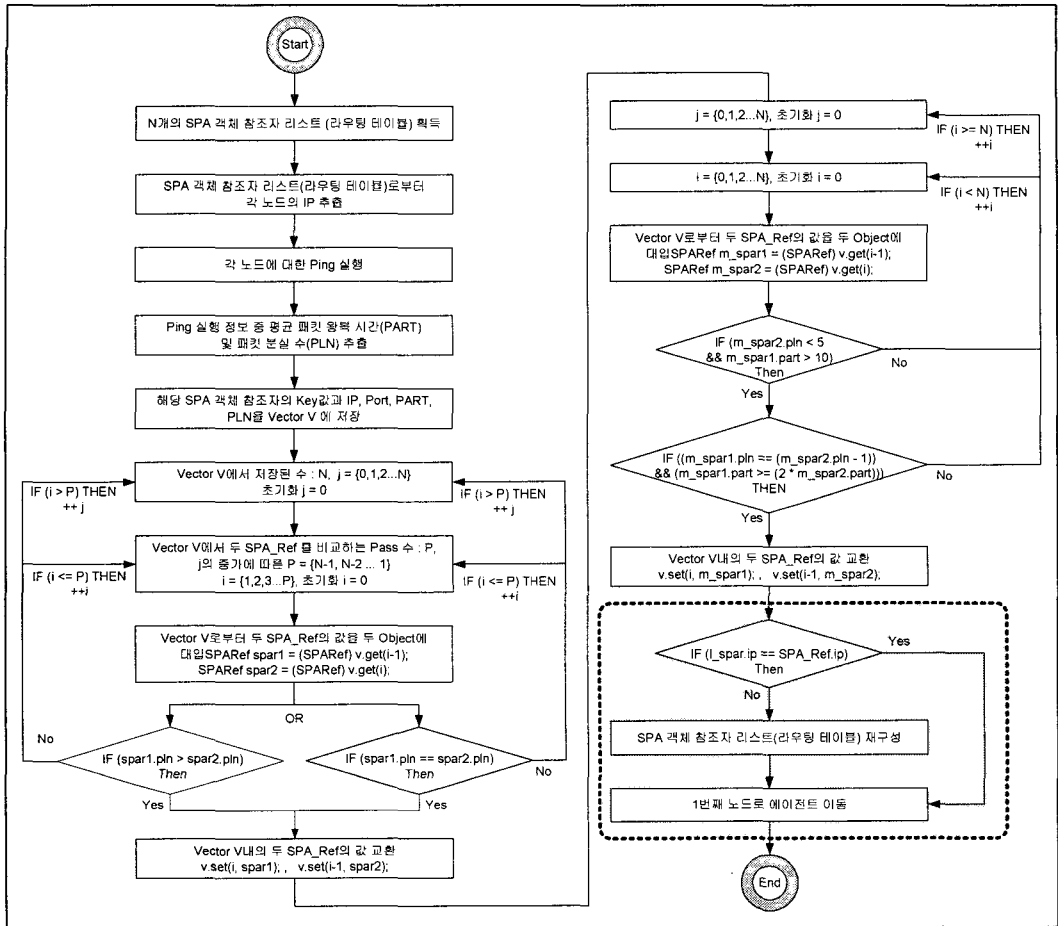 Start
N개의 SPA 객체 참조자 리스트 (라우팅 테이블) 획득
SPA 객체 참조자 리스트(라우팅 테이블)로부터
각 노드의 IP 추출
각 노드에 대한 Ping 실행
Ping 실행 정보 중 평균 패킷 왕복 시간(PART)
및 패킷 분실 수(PLN) 추출
해당 SPA 객체 참조자의 Key값과 IP, Port, PART,
PLN을 Vector V 에 저장
Vector V에서 저장된 수 : N, j = {0,1,2...N}
초기화 j = 0
IF (i > P) THEN
++ j
IF (i > P) THEN
++ j
Vector V에서 두 SPA_Ref 를 비교하는 Pass 수 : P,
j의 증가에 따른 P = {N-1, N-2 ... 1}
i = {1,2,3...P}, 초기화 i = 0
IF (i <= P) THEN
++i
IF (i <= P) THEN
++i
Vector V로부터 두 SPA_Ref의 값을 두 Object에
대입SPARef spar1 = (SPARef) v.get(i-1);
SPARef spar2 = (SPARef) v.get(i);
OR
No
IF (spar1.pln > spar2.pln)
Then
Yes
IF (spar1.pln == spar2.pln)
Then
No
Yes
Vector V내의 두 SPA_Ref의 값 교환
v.set(i, spar1); , v.set(i-1, spar2);
j = {0,1,2...N}, 초기화 j = 0
IF (i >= N) THEN
++j
i = {0,1,2...N}, 초기화 i = 0
IF (i < N) THEN
++i
Vector V로부터 두 SPA_Ref의 값을 두 Object에
대입SPARef m_spar1 = (SPARef) v.get(i-1);
SPARef m_spar2 = (SPARef) v.get(i);
IF (m_spar2.pln < 5
&& m_spar1.part > 10)
Then
No
Yes
IF ((m_spar1.pln == (m_spar2.pln - 1))
&& (m_spar1.part >= (2 * m_spar2.part)))
THEN
No
Yes
Vector V내의 두 SPA_Ref의 값 교환
v.set(i, m_spar1); , v.set(i-1, m_spar2);
IF (l_spar.ip == SPA_Ref.ip)
Then
Yes
No
SPA 객체 참조자 리스트(라우팅 테이블) 재구성
1번째 노드로 에이전트 이동
End